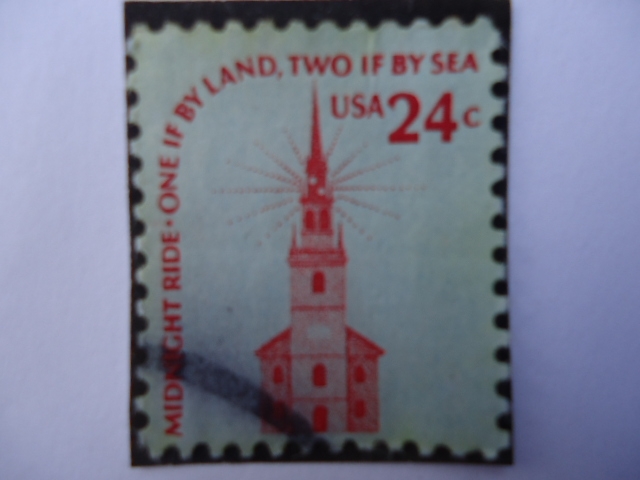 MIDNIGHT RIDE · ONE IF BY LAND, TWO IF BY SEA
USA 24c